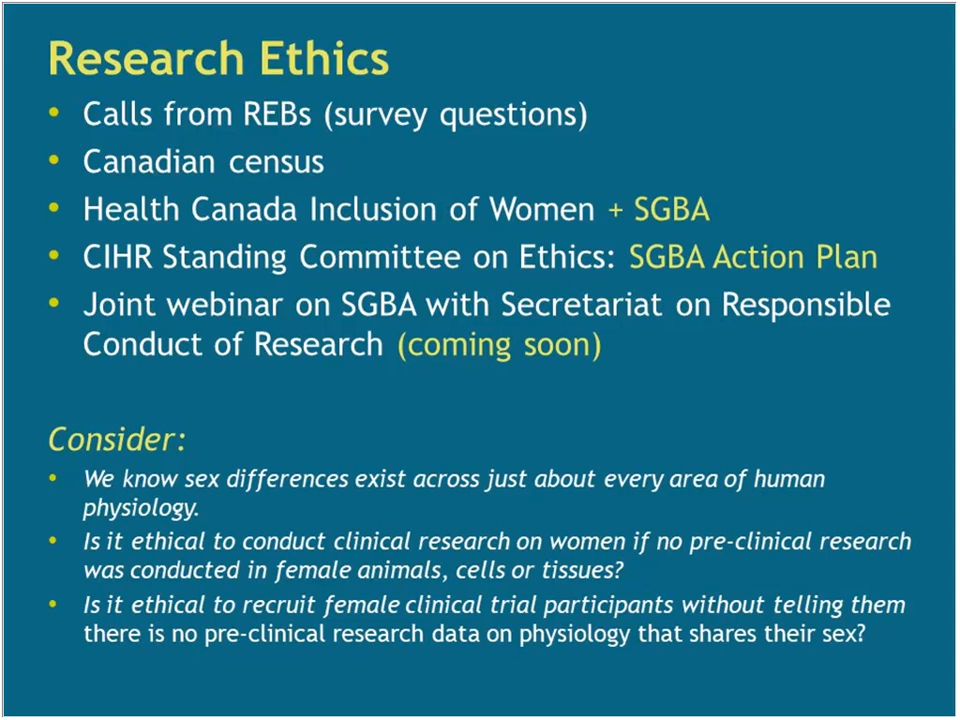 Research Ethics
• Calls from REBs (survey questions)
• Canadian census
• Health Canada Inclusion of Women + SGBA
• CIHR Standing Committee on Ethics: SGBA Action Plan
• Joint webinar on SGBA with Secretariat on Responsible
Conduct of Research (coming soon)
Consider:
• We know sex differences exist across just about every area of human
physiology.
• Is it ethical to conduct clinical research on women if no pre-clinical research
was conducted in female animals, cells or tissues?
• Is it ethical to recruit female clinical trial participants without telling them
there is no pre-clinical research data on physiology that shares their sex?